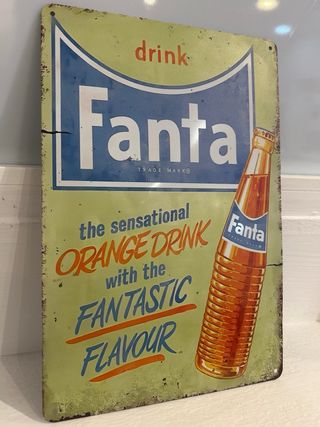 drink
Fanta
TRADE MARK ®
the sensational
ORANGE DRINK
with the
FANTASTIC
FLAVOUR
Fanta